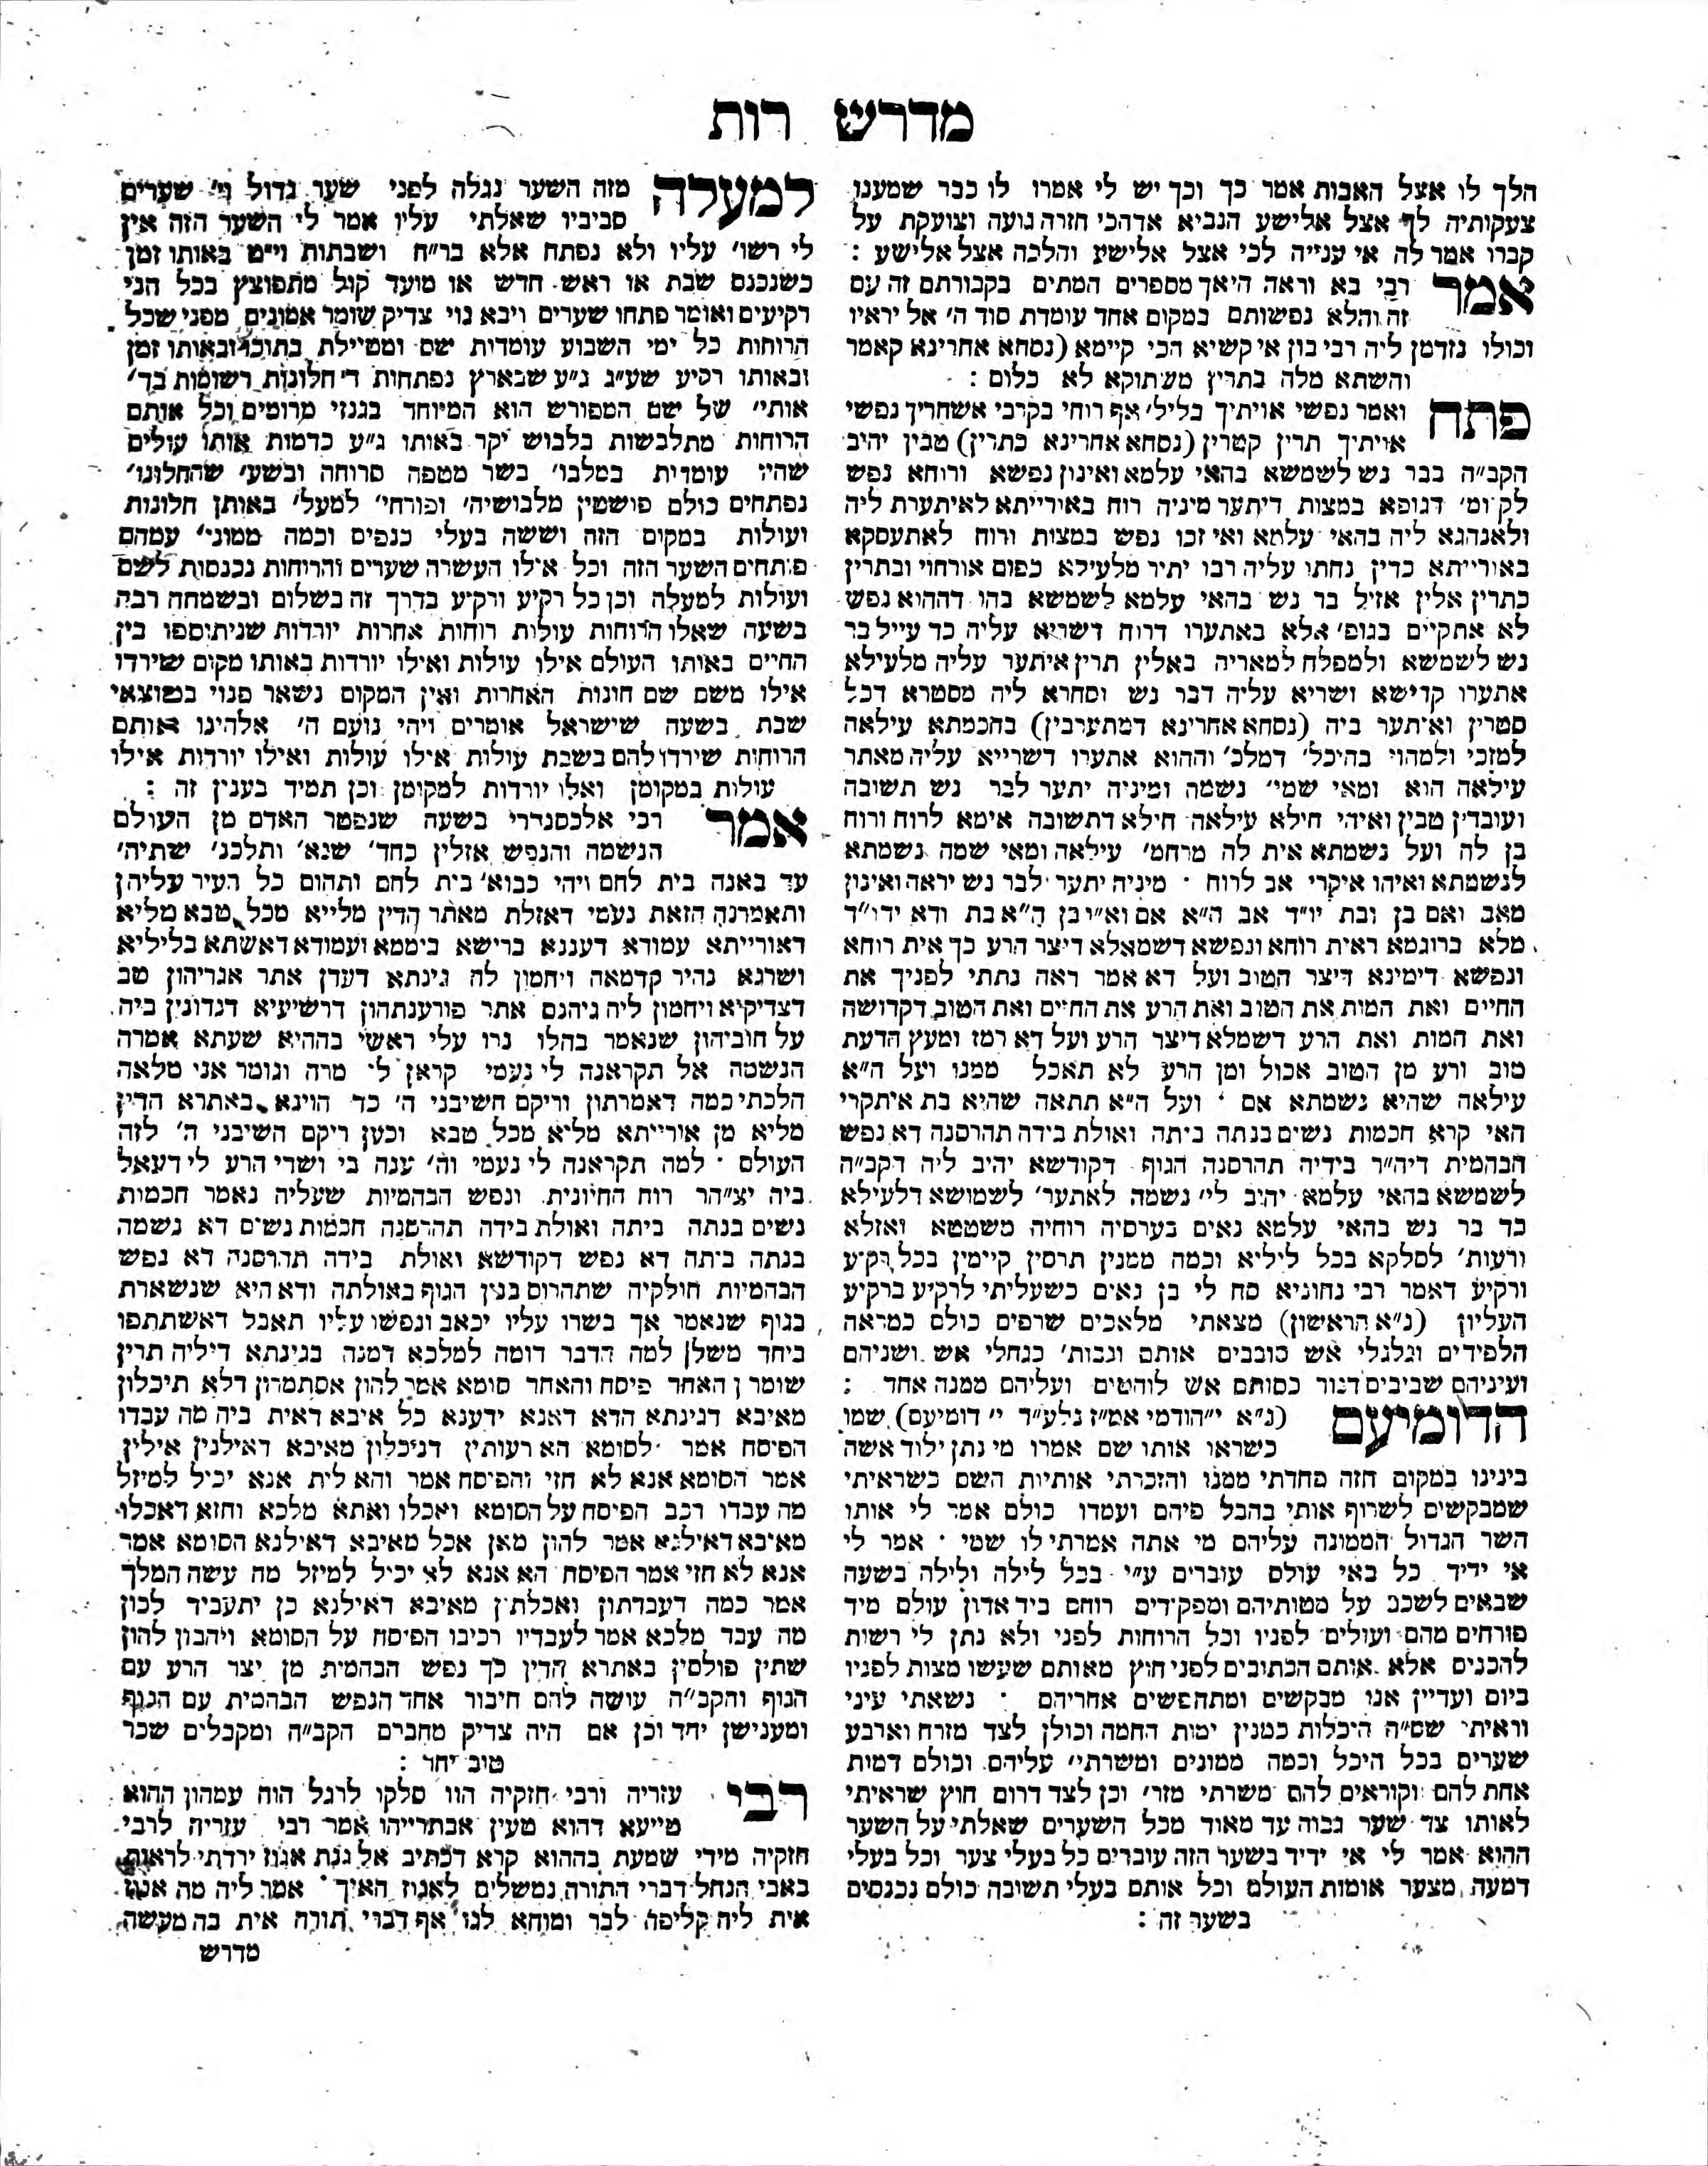 מדרש רות
הלך לו אצל האבות אמר כך וכך יש לי אמרו לו כבר שמענו
צעקותיה לך אצל אלישע הנביא אדהכי חזרה גועה וצועקת על
קברו אמר לה אי ענייה לכי אצל אלישע והלכה אצל אלישע :
אמר רבי בא וראה היאך מספרים המתים בקבורתם זה עם
זה והלא נפשותם במקום אחד עומדת סוד ה' אל יראיו
וכולו נזדמן ליה רבי בון אי קשיא הכי קיימא (נסחא אחרינא קאמר
והשתא מלה בתריץ מעתוקא לא כלום :
פתח ואמר נפשי אויתיך בליל' אף רוחי בקרבי אשחריך נפשי
אויתיך תרין קטרין (נסחא אחרינא כתרין) טבין יהיב
הקב"ה בבר נש לשמשא בהאי עלמא ואינון נפשא ורוחא נפש
לקיומ' דגופא במצות דיתער מיניה רוח באורייתא לאיתערת ליה
ולאנהגא ליה בהאי עלמא ואי זכו נפש במצות ורוח לאתעסקא
באורייתא כדין נחתו עליה רבו יתיר מלעילא כפום אורחוי ובתרין
כתרין אלין אזיל בר נש בהאי עלמא לשמשא בהו דההוא נפש
לא אתקיים בגופ' אלא באתערו דרוח דשריא עליה כד עייל בר
נש לשמשא ולמפלח למאריה באלין תרין איתער עליה מלעילא
אתערו קדישא ושריא עליה דבר נש וסחרא ליה מסטרא דכל
סטרין ואיתער ביה (נסחא אחרינא דמתערבין) בחכמתא עילאה
למזכי ולמהוי בהיכל' דמלכ' וההוא אתערו דשרייא עליה מאתר
עילאה הוא ומאי שמי' נשמה ומיניה יתער לבר נש תשובה
ועובדין טבין ואיהי חילא עילאה חילא דתשובה אימא לרוח ורוח
בן לה ועל נשמתא אית לה מרחמ' עילאה ומאי שמה נשמתא
לנשמתא ואיהו איקרי אב לרוח · מיניה יתער לבר נש יראה ואינון
מאב ואם בן ובת יו"ד אב ה"א אם וא"ו בן ה"א בת ודא ידו"ד
מלא כרוגמא דאית רוחא ונפשא דשמאלא דיצר הרע כך אית רוחא
ונפשא דימינא דיצר הטוב ועל דא אמר ראה נתתי לפניך את
החיים ואת המות את הטוב ואת הרע את החיים ואת הטוב דקדושה
ואת המות ואת הרע דשמלא דיצר הרע ועל דא רמז ומעץ הדעת
טוב ורע מן הטוב אכול ומן הרע לא תאכל ממנו ועל ה"א
עילאה שהיא נשמתא אם · ועל ה"א תתאה שהיא בת איתקרי
האי קרא חכמות נשים בנתה ביתה ואולת בידה תהרסנה דא נפש
הבהמית דיה"ר בידיה תהרסנה הגוף דקודשא יהיב ליה דקב"ה
לשמשא בהאי עלמא יהיב לי' נשמה לאתער' לשמושא דלעילא
כד בר נש בהאי עלמא נאים בערסיה רוחיה משטטא ואזלא
ורעות' לסלקא בכל ליליא וכמה ממנין תרסין קיימין בכל רקיע
ורקיע דאמר רבי נחוניא סח לי בן גאים כשעליתי לרקיע ברקיע
העליון (נ"א הראשון) מצאתי מלאכים שרפים כולם כמראה
הלפידים וגלגלי אש סובבים אותם וגבות' כגחלי אש ושניהם
ועיניהם שביבים דנור כסותם אש לוהטים ועליהם ממנה אחד :
הדומיעם (נ"א י"הודמי אמ"ז נלע"ד י' דומיעם) שמו
כשראו אותו שם אמרו מי נתן ילוד אשה
בינינו במקום הזה פחדתי ממנו והזכרתי אותיות השם כשראיתי
שמבקשים לשרוף אותי בהבל פיהם ועמדו כולם אמר לי אותו
השר הגדול הממונה עליהם מי אתה אמרתי לו שמי · אמר לי
אי ידיד כל באי עולם עוברים ע"י בכל לילה ולילה בשעה
שבאים לשכב על מטותיהם ומפקידים רוחם ביד אדון עולם מיד
פורחים מהם ועולים לפניו וכל הרוחות לפני ולא נתן לי רשות
להכנים אלא אותם הכתובים לפני חוץ מאותם שעשו מצות לפניו
ביום ועדיין אנו מבקשים ומתחפשים אחריהם · נשאתי עיני
וראיתי שס"ה היכלות כמנין ימות החמה וכולן לצד מזרח וארבע
שערים בכל היכל וכמה ממונים ומשרתי' עליהם וכולם דמות
אחת להם וקוראים להם משרתי מזר' וכן לצד דרום חוץ שראיתי
לאותו צד שער גבוה עד מאוד מכל השערים שאלתי על השער
ההוא אמר לי אי ידיד בשער הזה עוברים כל בעלי צער וכל בעלי
דמעה מצער אומות העולם וכל אותם בעלי תשובה כולם נכנסים
בשער זה :
למעלה מזה השער נגלה לפני שער גדול וי' שערים
סביביו שאלתי עליו אמר לי השער הזה אין
לי רשו' עליו ולא נפתח אלא בר"ח ושבתות וי"ט באותו זמן
כשנכנס שבת או ראש חדש או מועד קול מתפוצץ בכל הני
רקיעים ואומר פתחו שערים ויבא גוי צדיק שומר אמונים מפני שכל
הרוחות כל ימי השבוע עומדית שם ומטיילת בתוכו ובאותו זמן
ובאותו רקיע שע"ג ג"ע שבארץ נפתחות ד' חלונות רשומות בד'
אותי' של שם המפורש הוא המיוחד בגנזי מרומים וכל אותם
הרוחות מתלבשות בלבוש יקר באותו ג"ע כדמות אותו עולים
שהיו עומדית במלבו' בשר מטפה סרוחה ובשע' שהחלונו'
נפתחים כולם פושטין מלבושיה' ופורחי' למעל' באותן חלונות
ועולות במקום הזה וששה בעלי כנפים וכמה ממוני' עמהם
פותחים השער הזה וכל אילו העשרה שערים והריחות נכנסות לשם
ועולות למעלה וכן כל רקיע ורקיע בדרך זה בשלום ובשמחה רבה
בשעה שאלו הרוחות עולות רוחות אחרות יורדות שניתוספו בין
החיים באותו העולם אילו עולות ואילו יורדות באותו מקום שירדו
אילו משם שם חונות האחרות ואין המקום נשאר פנוי במוצאי
שבת בשעה שישראל אומרים ויהי נועם ה' אלהינו אותם
הרוחות שירדו להם בשבת עולות אילו עולות ואילו יורדות אילו
עולות במקומן ואלו יורדות למקומן וכן תמיד בענין זה :
אמר רבי אלכסנדרי בשעה שנפטר האדם מן העולם
הנשמה והנפש אזלין כחד' שנא' ותלכנ' שתיה'
עד באנה בית לחם ויהי כבוא' בית לחם ותהום כל העיר עליהן
ותאמרנה הזאת נעמי דאזלת מאתר הדין מלייא מכל טבא מליא
דאורייתא עמודא דעננא ברישא ביממא ועמודא דאשתא בליליא
ושרגא נהיר קדמאה ויחמון לה גינתא דעדן אתר אגריהון טב
דצדיקיא ויחמון ליה גיהנם אתר פורענתהון דרשיעיא דנדונין ביה
על חוביהון שנאמר בהלו נרו עלי ראשי בההיא שעתא אמרה
הנשמה אל תקראנה לי נעמי קראן לי מרה וגומר אני מלאה
הלכתי כמה דאמרתון וריקם השיבני ה' כד הוינא באתרא הדין
מליא מן אורייתא מליא מכל טבא וכען ריקם השיבני ה' לזה
העולם · למה תקראנה לי נעמי וה' ענה בי ושדי הרע לי דעאל
ביה יצ"הר רוח החיונית ונפש הבהמיות שעליה נאמר חכמות
נשים בנתה ביתה ואולת בידה תהרסנה חכמות נשים דא נשמה
בנתה ביתה דא נפש דקודשא ואולת בידה תהרסנה דא נפש
הבהמיות חולקיה שתהרום בנין הגוף באולתה ודא היא שנשארת
בגוף שנאמר אך בשרו עליו יכאב ונפשו עליו תאבל דאשתתפו
ביחד משלן למה הדבר דומה למלכא דמנה בגינתא דיליה תרין
שומרין האחד פיסח והאחד סומא אמר להון אסתמרון דלא תיכלון
מאיבא דגינתא הדא דאנא ידענא כל איבא דאית ביה מה עבדו
הפיסח אמר לסומא הא רעותין דניכלון מאיבא דאילנין אילין
אמר הסומא אנא לא חזי והפיסח אמר והא לית אנא יכיל למיזל
מה עבדו רכב הפיסח על הסומא ואכלו ואתא מלכא וחזא דאכלו
מאיבא דאילנא אמר להון מאן אכל מאיבא דאילנא הסומא אמר
אנא לא חזי אמר הפיסח הא אנא לא יכיל למיזל מה עשה המלך
אמר כמה דעבדתון ואכלתין מאיבא דאילנא כן יתעביד לכון
מה עבד מלכא אמר לעבדיו רכיבו הפיסח על הסומא ויהבון להון
שתין פולסין באתרא הדין כך נפש הבהמית מן יצר הרע עם
הגוף והקב"ה עושה להם חיבור אחד הנפש הבהמית עם הגוף
ומענישן יחד וכן אם היה צדיק מחברם הקב"ה ומקבלים שכר
טוב יחד :
רבי עזריה ורבי חזקיה הוו סלקו לרגל הוה עמהון ההוא
טייעא דהוא טעין אבתרייהו אמר רבי עזריה לרבי
חזקיה מידי שמעת בההוא קרא דכתיב אל גנת אגוז ירדתי לראות
באבי הנחל דברי התורה נמשלים לאגוז האיך · אמר ליה מה אגוז
אית ליה קליפה לבר ומוחא לגו אף דברי תורה אית בה מעשה
מדרש